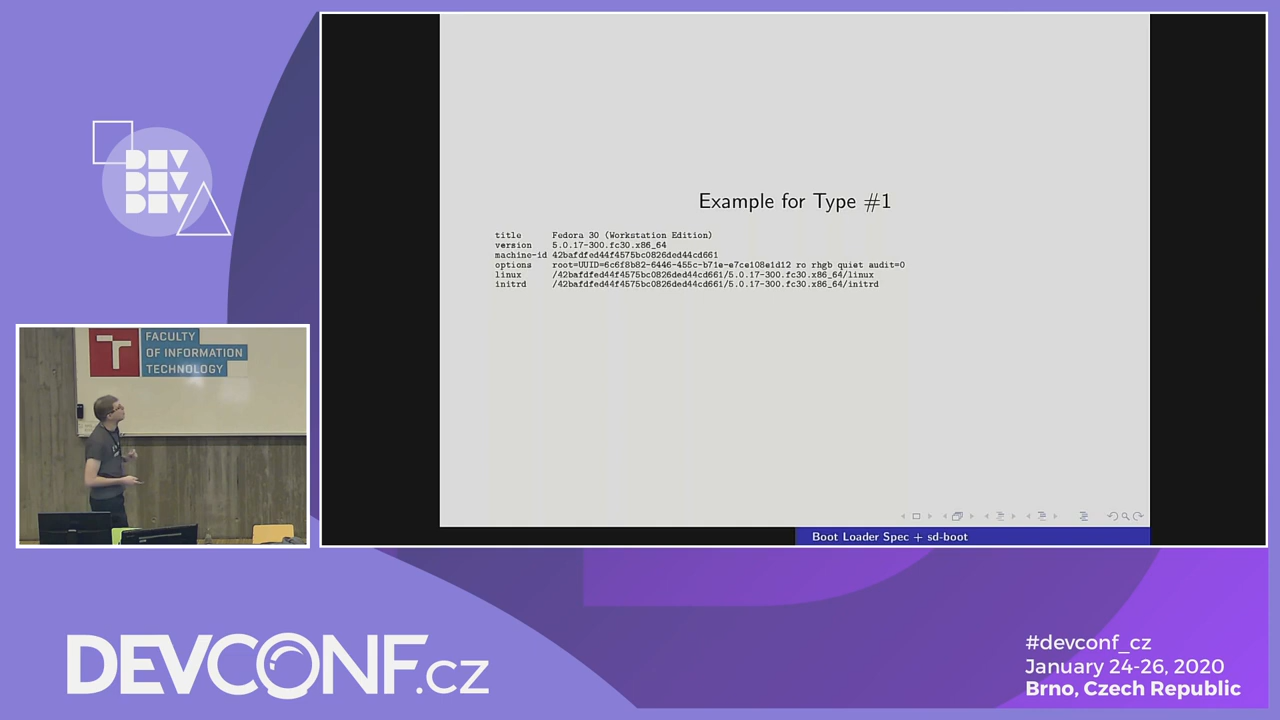 DEV
DEV
DEV
Example for Type #1
title Fedora 30 (Workstation Edition)
version 5.0.17-300.fc30.x86_64
machine-id 42bafdfed44f4575bc0826ded44cd661
options root=UUID=6c6f8b82-6446-455c-b71e-e7ce108e1d12 ro rhgb quiet audit=0
linux /42bafdfed44f4575bc0826ded44cd661/5.0.17-300.fc30.x86_64/linux
initrd /42bafdfed44f4575bc0826ded44cd661/5.0.17-300.fc30.x86_64/initrd
Boot Loader Spec + sd-boot
T
FACULTY
OF INFORMATION
TECHNOLOGY
DEVCONF.cz
#devconf_cz
January 24-26, 2020
Brno, Czech Republic